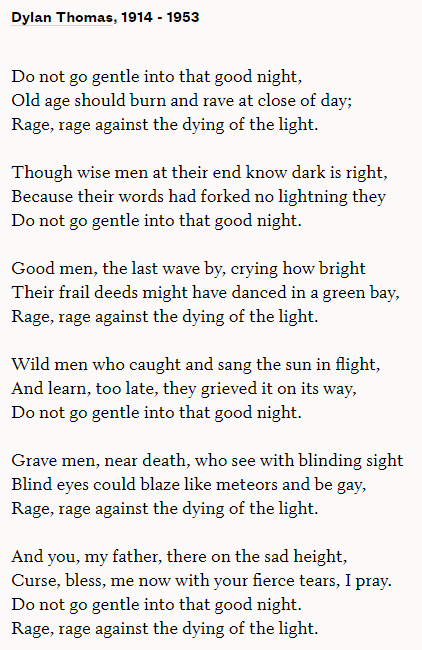 Dylan Thomas, 1914 - 1953
Do not go gentle into that good night,
Old age should burn and rave at close of day;
Rage, rage against the dying of the light.
Though wise men at their end know dark is right,
Because their words had forked no lightning they
Do not go gentle into that good night.
Good men, the last wave by, crying how bright
Their frail deeds might have danced in a green bay,
Rage, rage against the dying of the light.
Wild men who caught and sang the sun in flight,
And learn, too late, they grieved it on its way,
Do not go gentle into that good night.
Grave men, near death, who see with blinding sight
Blind eyes could blaze like meteors and be gay,
Rage, rage against the dying of the light.
And you, my father, there on the sad height,
Curse, bless, me now with your fierce tears, I pray.
Do not go gentle into that good night.
Rage, rage against the dying of the light.